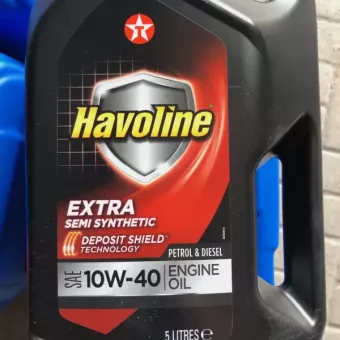 T
Havoline
EXTRA
SEMI SYNTHETIC
DEPOSIT SHIELD®
TECHNOLOGY
PETROL & DIESEL
SAE 10W-40 ENGINE
OIL
5 LITRES ℮